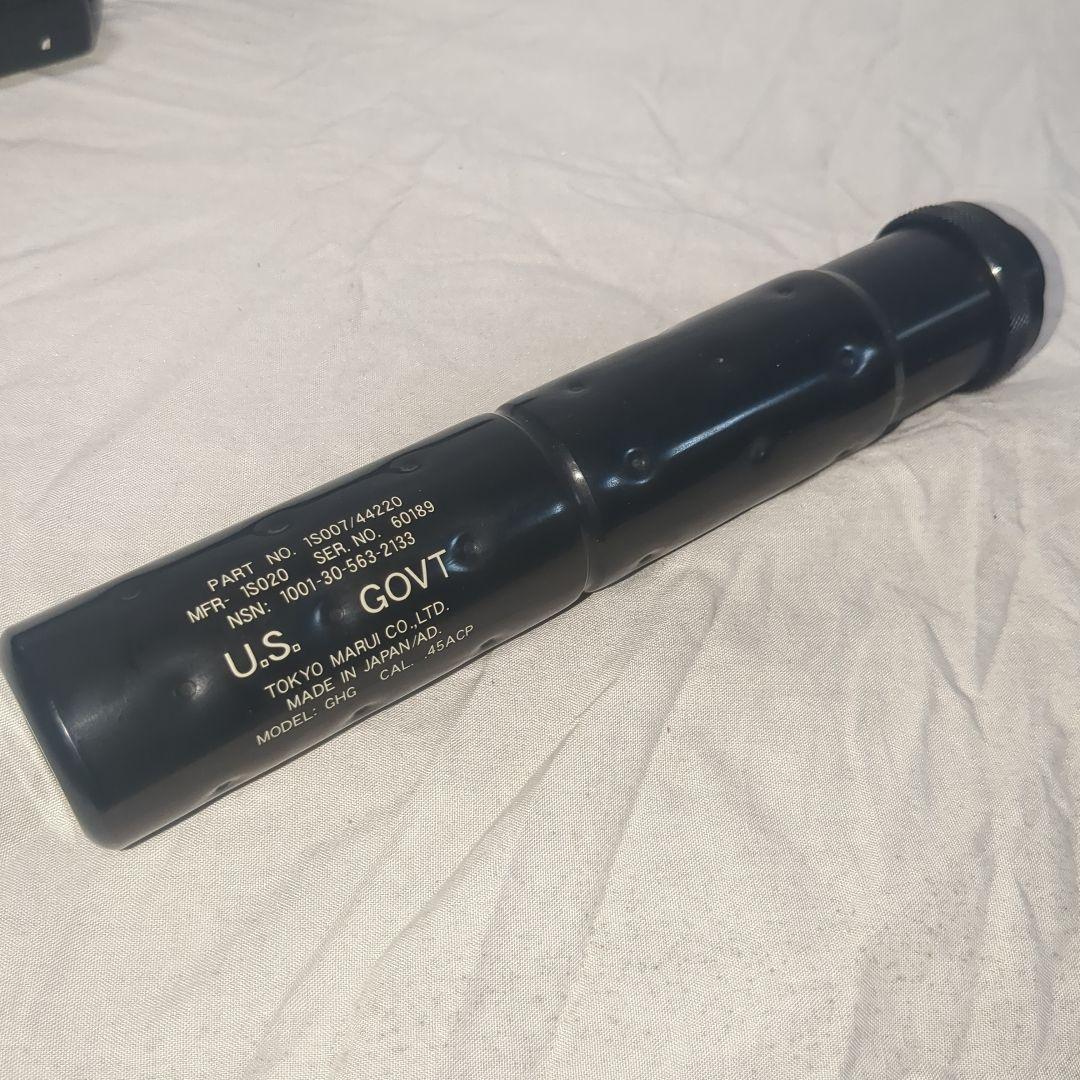 PART NO. 1S007/44220
MFR- 1S020 SER. NO. 60189
NSN: 1001-30-563-2133
U.S. GOVT
TOKYO MARUI CO.,LTD.
MADE IN JAPAN/AD.
MODEL: GHG CAL. .45ACP